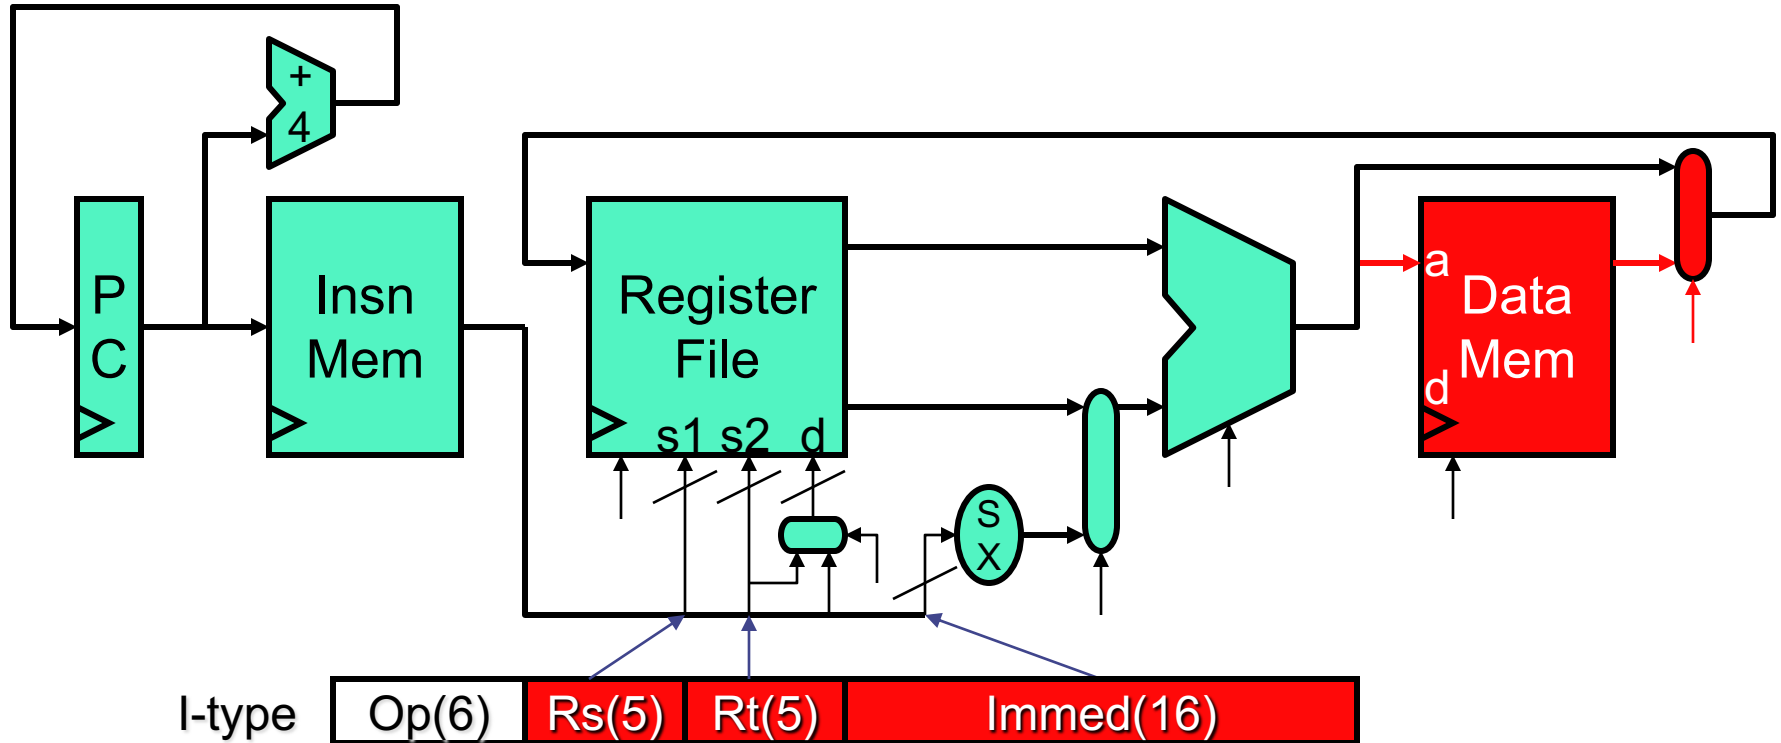 +
4
P
C
Insn
Mem
Register
File
s1 s2 d
S
X
a
Data
Mem
d
I-type Op(6) Rs(5) Rt(5) Immed(16)